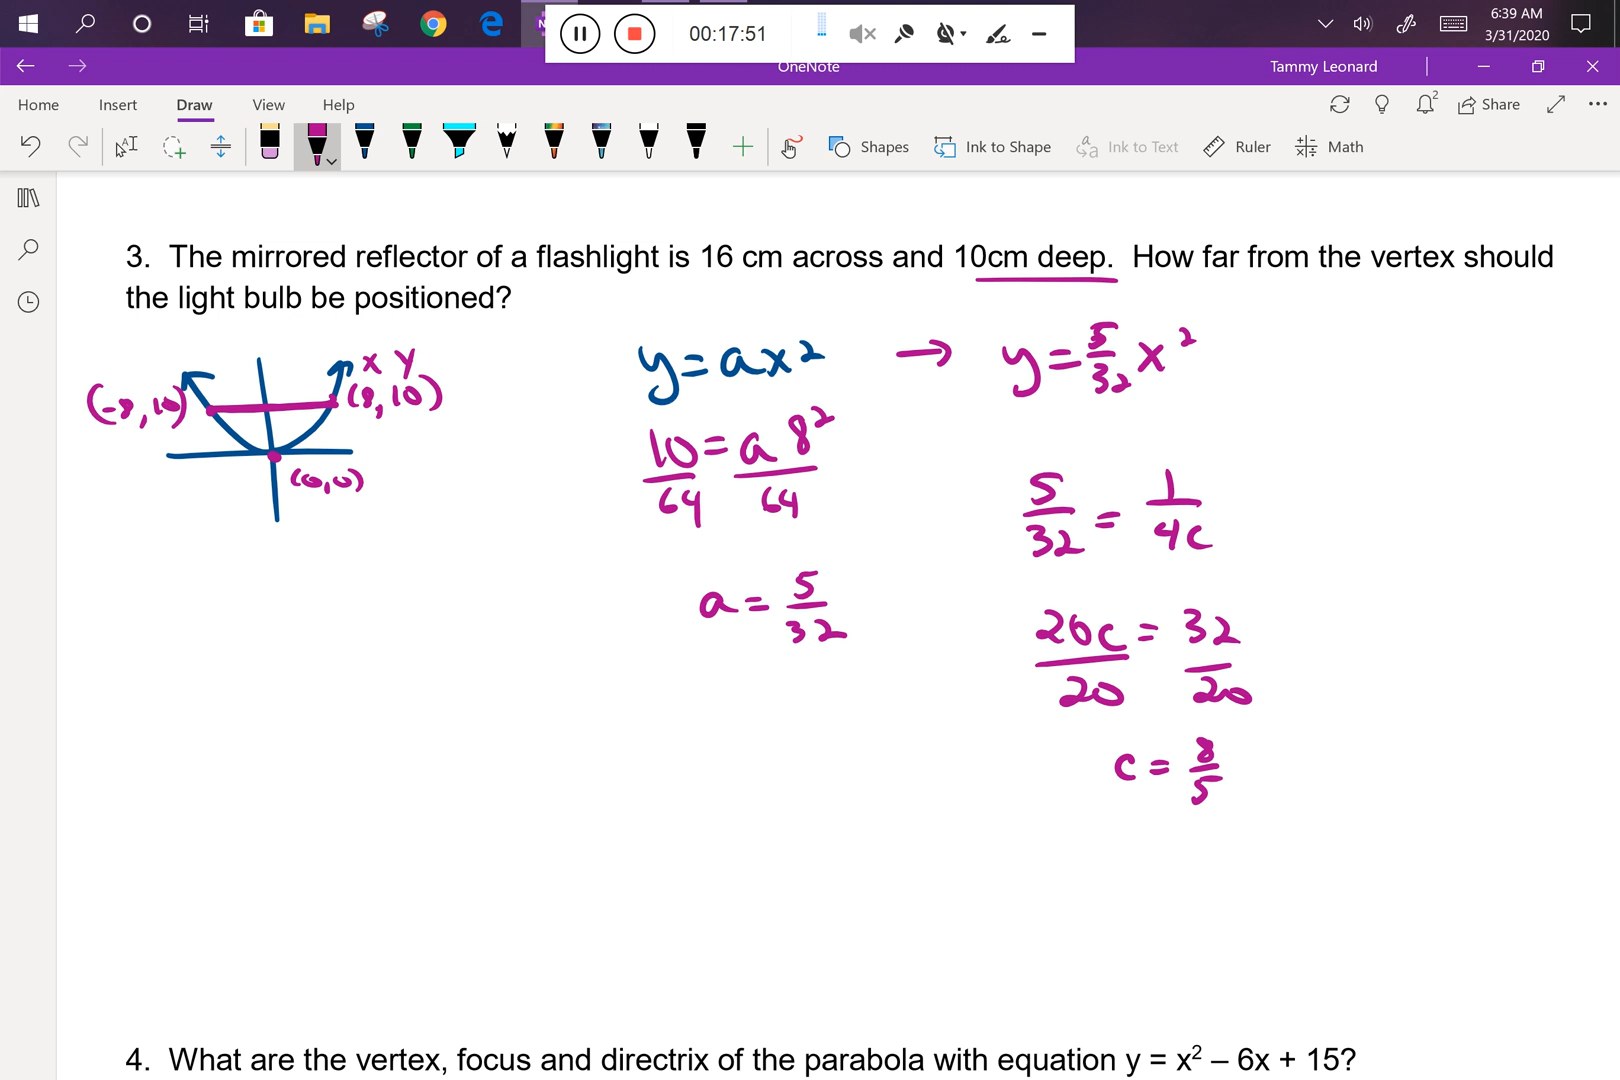 00:17:51
6:39 AM
3/31/2020
OneNote
Tammy Leonard
Home Insert Draw View Help
2
Share
Shapes
Ink to Shape
Ink to Text
Ruler
Math
3. The mirrored reflector of a flashlight is 16 cm across and 10cm deep. How far from the vertex should
the light bulb be positioned?
x y
(-8, 10)
(8, 10)
(0,0)
y = ax²
10 = a 8²
64 64
a = 5/32
→ y = 5/32 x²
5/32 = 1/4c
20c = 32
20 20
c = 8/5
4. What are the vertex, focus and directrix of the parabola with equation y = x² – 6x + 15?